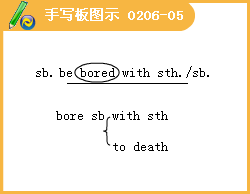 手写板图示 0206-05
sb. be bored with sth./sb.
bore sb with sth
to death